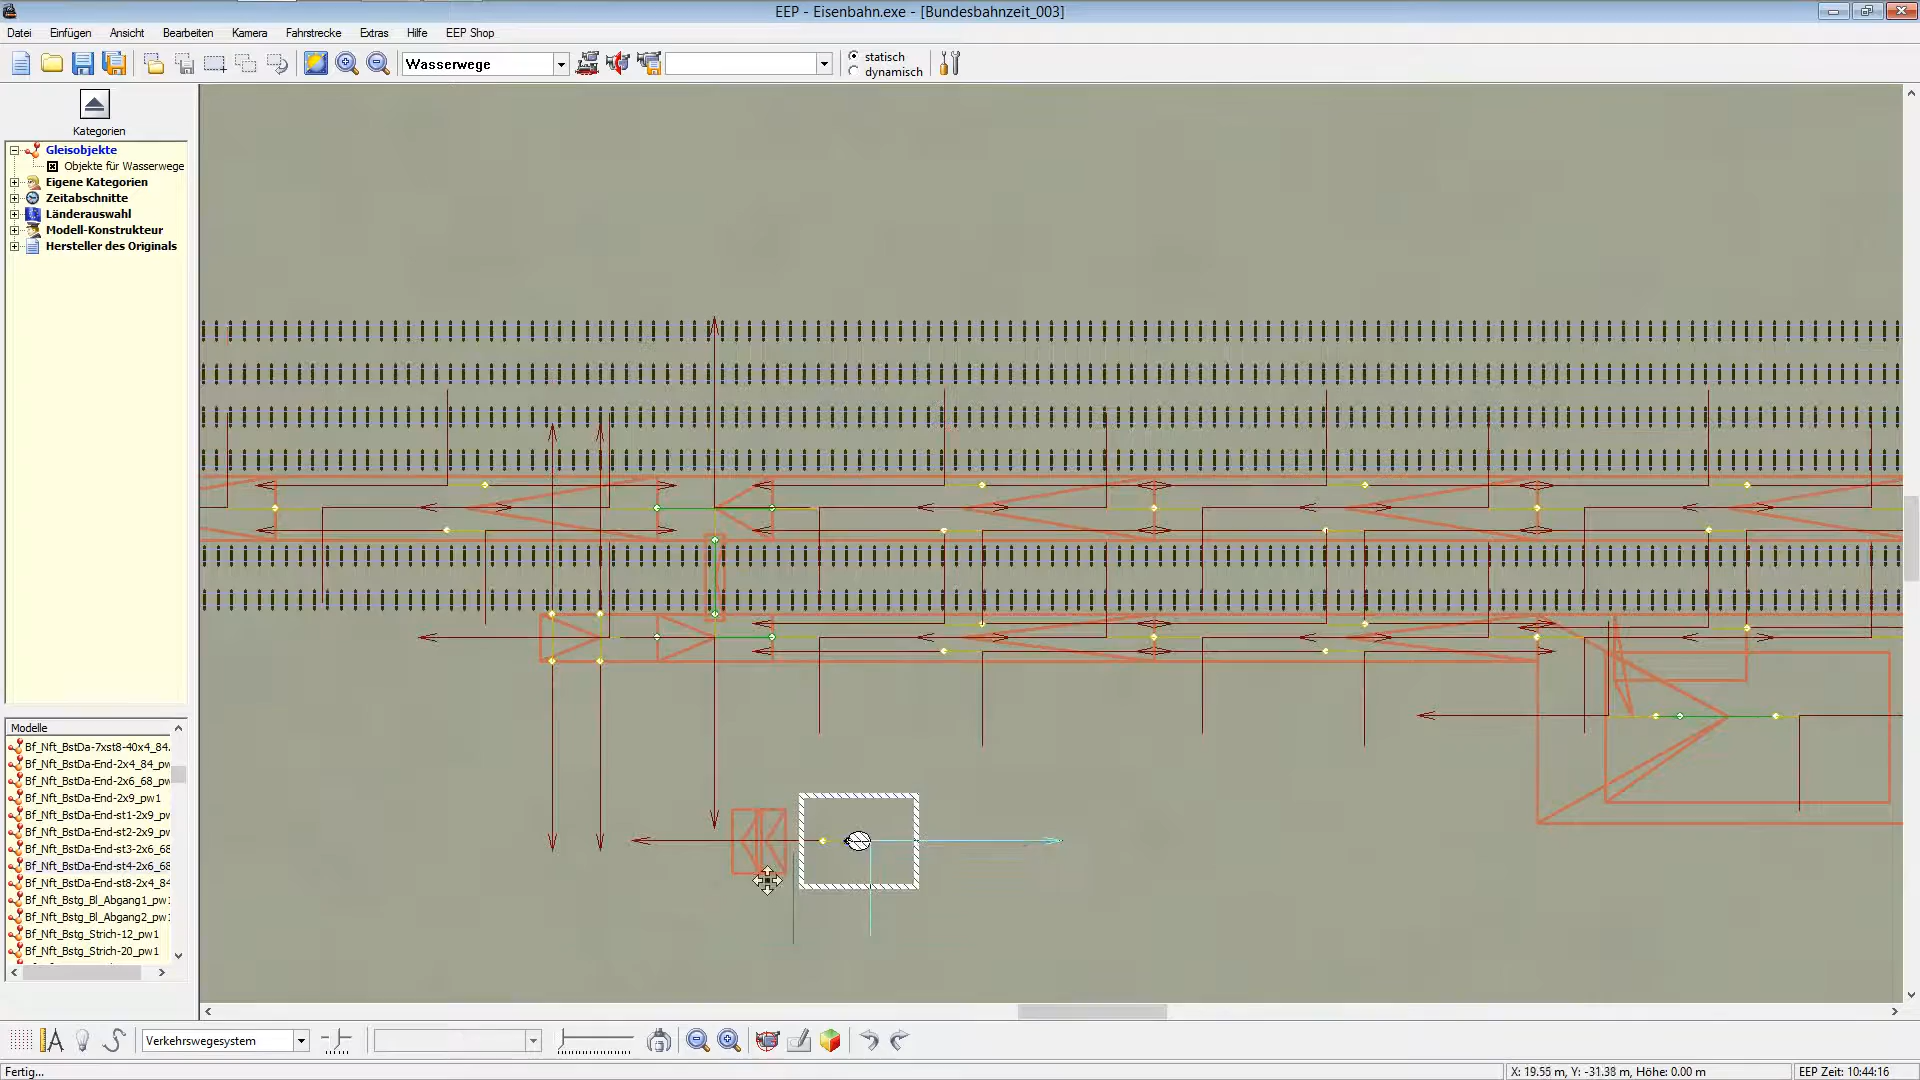 EEP - Eisenbahn.exe - [Bundesbahnzeit_003]
Datei Einfügen Ansicht Bearbeiten Kamera Fahrstrecke Extras Hilfe EEP Shop
Wasserwege
statisch
dynamisch
Kategorien
Gleisobjekte
Objekte für Wasserwege
Eigene Kategorien
Zeitabschnitte
Länderauswahl
Modell-Konstrukteur
Hersteller des Originals
Modelle
Bf_Nft_BstDa-7xst8-40x4_84.
Bf_Nft_BstDa-End-2x4_84_pw
Bf_Nft_BstDa-End-2x6_68_pw
Bf_Nft_BstDa-End-2x9_pw1
Bf_Nft_BstDa-End-st1-2x9_pw
Bf_Nft_BstDa-End-st2-2x9_pw
Bf_Nft_BstDa-End-st3-2x6_68
Bf_Nft_BstDa-End-st4-2x6_68
Bf_Nft_BstDa-End-st8-2x4_84
Bf_Nft_Bstg_Bl_Abgang1_pw1
Bf_Nft_Bstg_Bl_Abgang2_pw1
Bf_Nft_Bstg_Strich-12_pw1
Bf_Nft_Bstg_Strich-20_pw1
Verkehrswegesystem
Fertig...
X: 19.55 m, Y: -31.38 m, Höhe: 0.00 m
EEP Zeit: 10:44:16